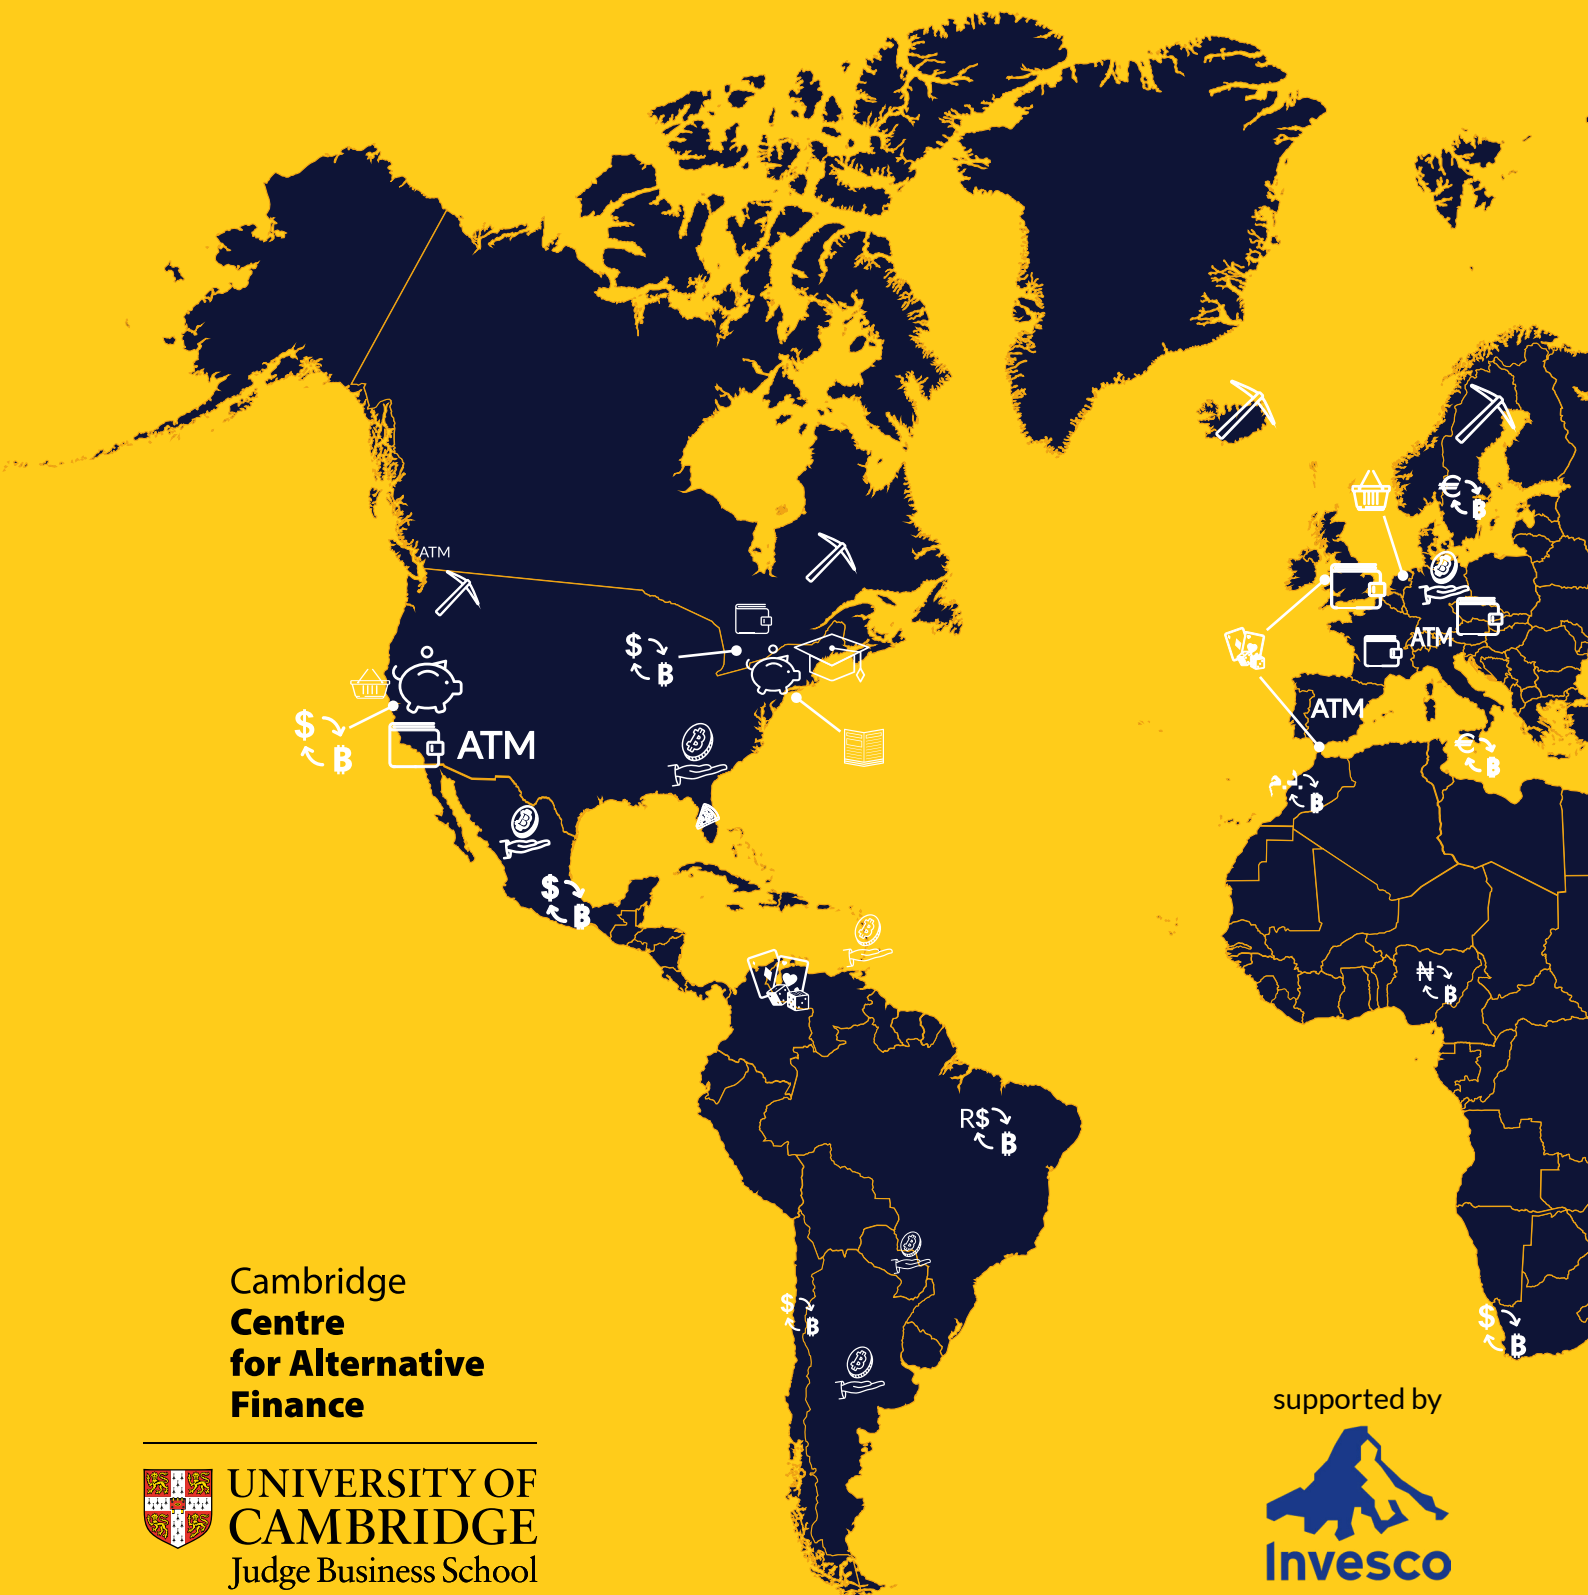 ATM
$
B
$
B
ATM
B
B
$
B
B
R$
B
B
$
B
B
€
B
B
ATM
ATM
€
B
د.م.
B
₦
B
$
B
Cambridge
Centre
for Alternative
Finance
UNIVERSITY OF
CAMBRIDGE
Judge Business School
supported by
Invesco